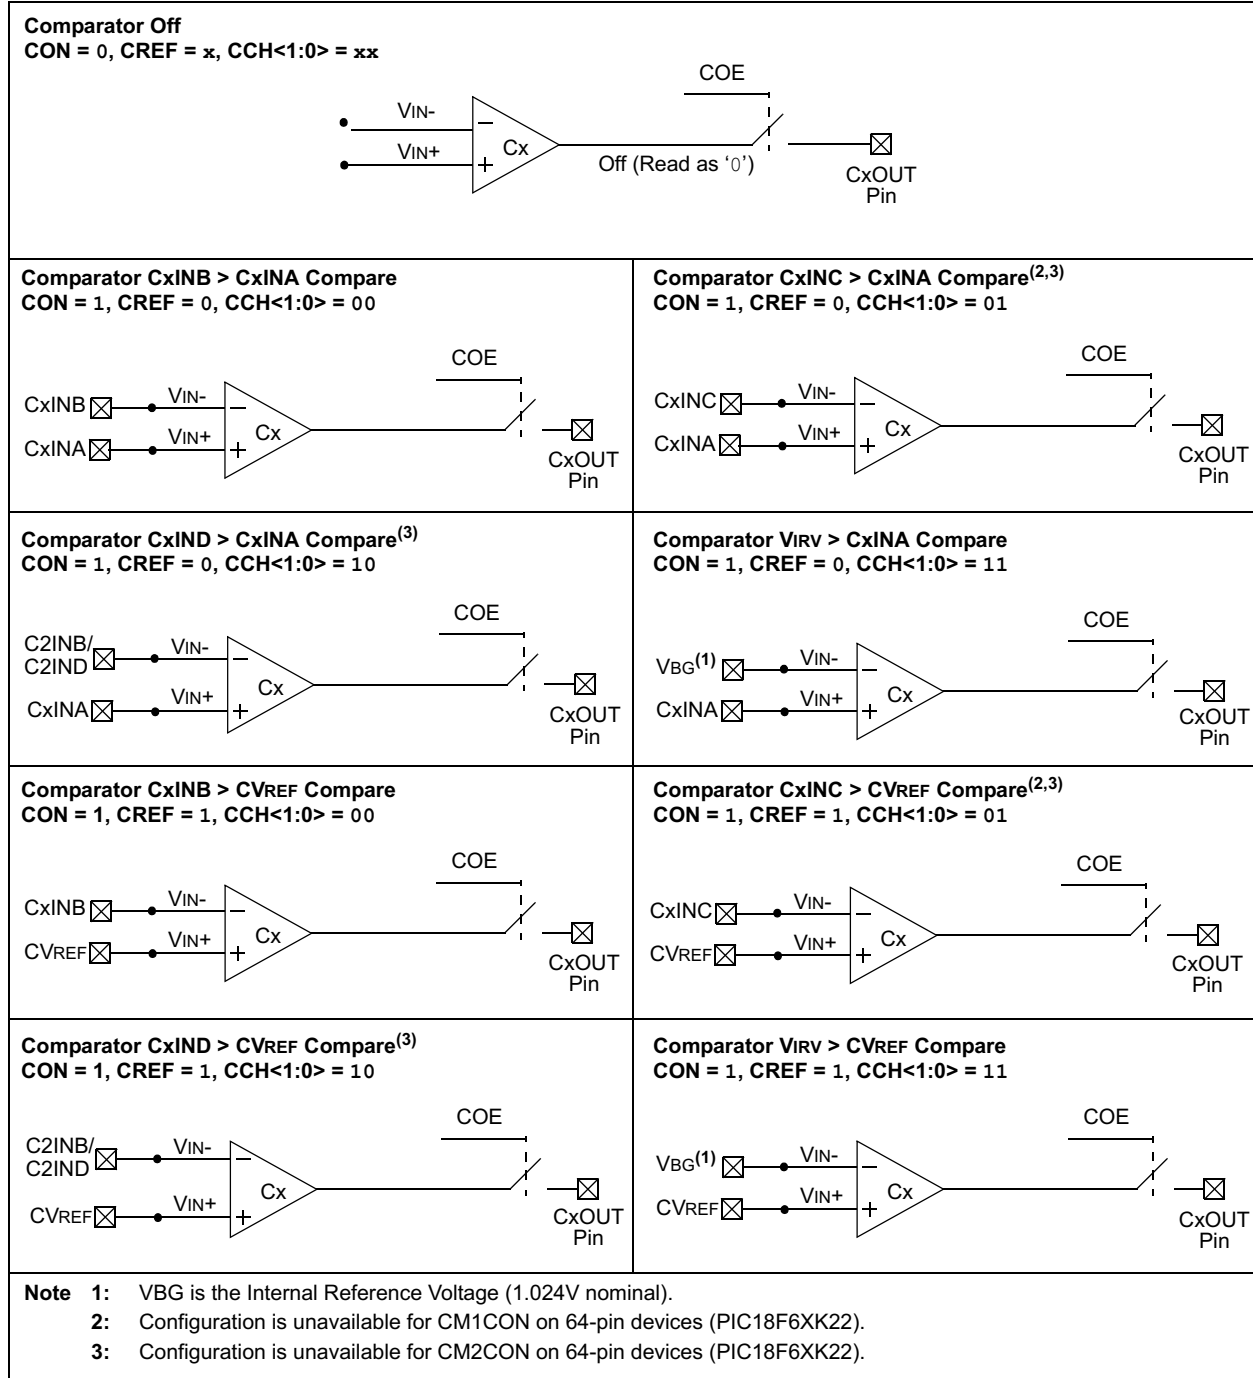 Comparator Off
CON = 0, CREF = x, CCH<1:0> = xx
COE
VIN-
VIN+
Cx
Off (Read as ‘0’)
CxOUT
Pin
Comparator CxINB > CxINA Compare
CON = 1, CREF = 0, CCH<1:0> = 00
COE
CxINB
VIN-
Cx
CxINA
VIN+
CxOUT
Pin
Comparator CxINC > CxINA Compare(2,3)
CON = 1, CREF = 0, CCH<1:0> = 01
COE
CxINC
VIN-
Cx
CxINA
VIN+
CxOUT
Pin
Comparator CxIND > CxINA Compare(3)
CON = 1, CREF = 0, CCH<1:0> = 10
COE
C2INB/
C2IND
VIN-
Cx
CxINA
VIN+
CxOUT
Pin
Comparator VIRV > CxINA Compare
CON = 1, CREF = 0, CCH<1:0> = 11
COE
VBG(1)
VIN-
Cx
CxINA
VIN+
CxOUT
Pin
Comparator CxINB > CVREF Compare
CON = 1, CREF = 1, CCH<1:0> = 00
COE
CxINB
VIN-
Cx
CVREF
VIN+
CxOUT
Pin
Comparator CxINC > CVREF Compare(2,3)
CON = 1, CREF = 1, CCH<1:0> = 01
COE
CxINC
VIN-
Cx
CVREF
VIN+
CxOUT
Pin
Comparator CxIND > CVREF Compare(3)
CON = 1, CREF = 1, CCH<1:0> = 10
COE
C2INB/
C2IND
VIN-
Cx
CVREF
VIN+
CxOUT
Pin
Comparator VIRV > CVREF Compare
CON = 1, CREF = 1, CCH<1:0> = 11
COE
VBG(1)
VIN-
Cx
CVREF
VIN+
CxOUT
Pin
Note 1: VBG is the Internal Reference Voltage (1.024V nominal).
2: Configuration is unavailable for CM1CON on 64-pin devices (PIC18F6XK22).
3: Configuration is unavailable for CM2CON on 64-pin devices (PIC18F6XK22).